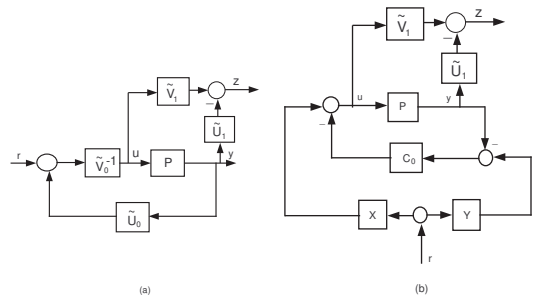 Ṽ₁
Z
–
Ũ₁
r
Ṽ₀⁻¹
u
P
y
Ũ₀
(a)
Ṽ₁
Z
–
Ũ₁
u
P
y
–
C₀
–
X
Y
r
(b)